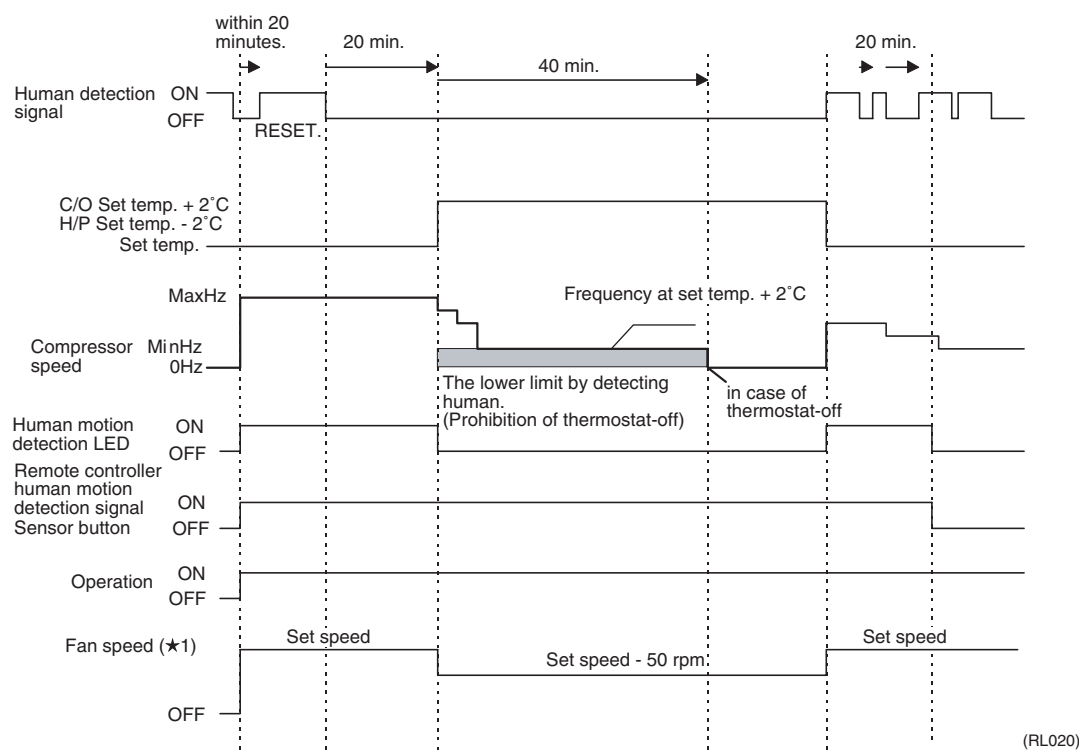 within 20
minutes.
20 min.
40 min.
20 min.
Human detection
signal
ON
OFF
RESET.
C/O Set temp. + 2˚C
H/P Set temp. - 2˚C
Set temp.
MaxHz
Frequency at set temp. + 2˚C
Compressor
speed
MinHz
0Hz
The lower limit by detecting
human.
(Prohibition of thermostat-off)
in case of
thermostat-off
Human motion
detection LED
ON
OFF
Remote controller
human motion
detection signal
Sensor button
ON
OFF
Operation
ON
OFF
Fan speed (★1)
Set speed
Set speed - 50 rpm
Set speed
OFF
(RL020)